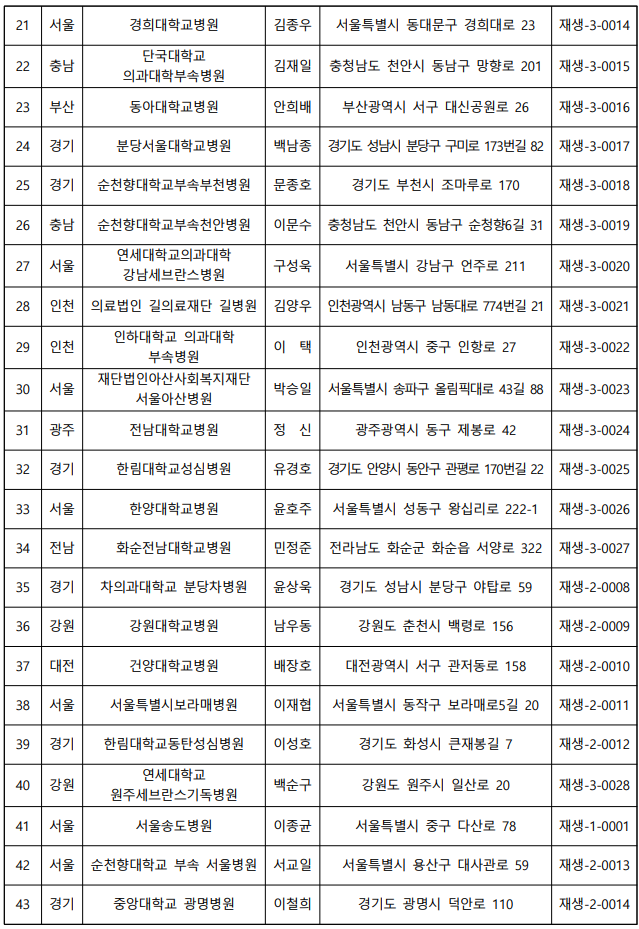 21 서울 경희대학교병원 김종우 서울특별시 동대문구 경희대로 23 재생-3-0014
22 충남 단국대학교 의과대학부속병원 김재일 충청남도 천안시 동남구 망향로 201 재생-3-0015
23 부산 동아대학교병원 안희배 부산광역시 서구 대신공원로 26 재생-3-0016
24 경기 분당서울대학교병원 백남종 경기도 성남시 분당구 구미로 173번길 82 재생-3-0017
25 경기 순천향대학교부속부천병원 문종호 경기도 부천시 조마루로 170 재생-3-0018
26 충남 순천향대학교부속천안병원 이문수 충청남도 천안시 동남구 순청향6길 31 재생-3-0019
27 서울 연세대학교의과대학 강남세브란스병원 구성욱 서울특별시 강남구 언주로 211 재생-3-0020
28 인천 의료법인 길의료재단 길병원 김양우 인천광역시 남동구 남동대로 774번길 21 재생-3-0021
29 인천 인하대학교 의과대학 부속병원 이 택 인천광역시 중구 인항로 27 재생-3-0022
30 서울 재단법인아산사회복지재단 서울아산병원 박승일 서울특별시 송파구 올림픽대로 43길 88 재생-3-0023
31 광주 전남대학교병원 정 신 광주광역시 동구 제봉로 42 재생-3-0024
32 경기 한림대학교성심병원 유경호 경기도 안양시 동안구 관평로 170번길 22 재생-3-0025
33 서울 한양대학교병원 윤호주 서울특별시 성동구 왕십리로 222-1 재생-3-0026
34 전남 화순전남대학교병원 민정준 전라남도 화순군 화순읍 서양로 322 재생-3-0027
35 경기 차의과대학교 분당차병원 윤상욱 경기도 성남시 분당구 야탑로 59 재생-2-0008
36 강원 강원대학교병원 남우동 강원도 춘천시 백령로 156 재생-2-0009
37 대전 건양대학교병원 배장호 대전광역시 서구 관저동로 158 재생-2-0010
38 서울 서울특별시보라매병원 이재협 서울특별시 동작구 보라매로5길 20 재생-2-0011
39 경기 한림대학교동탄성심병원 이성호 경기도 화성시 큰재봉길 7 재생-2-0012
40 강원 연세대학교 원주세브란스기독병원 백순구 강원도 원주시 일산로 20 재생-3-0028
41 서울 서울송도병원 이종균 서울특별시 중구 다산로 78 재생-1-0001
42 서울 순천향대학교 부속 서울병원 서교일 서울특별시 용산구 대사관로 59 재생-2-0013
43 경기 중앙대학교 광명병원 이철희 경기도 광명시 덕안로 110 재생-2-0014